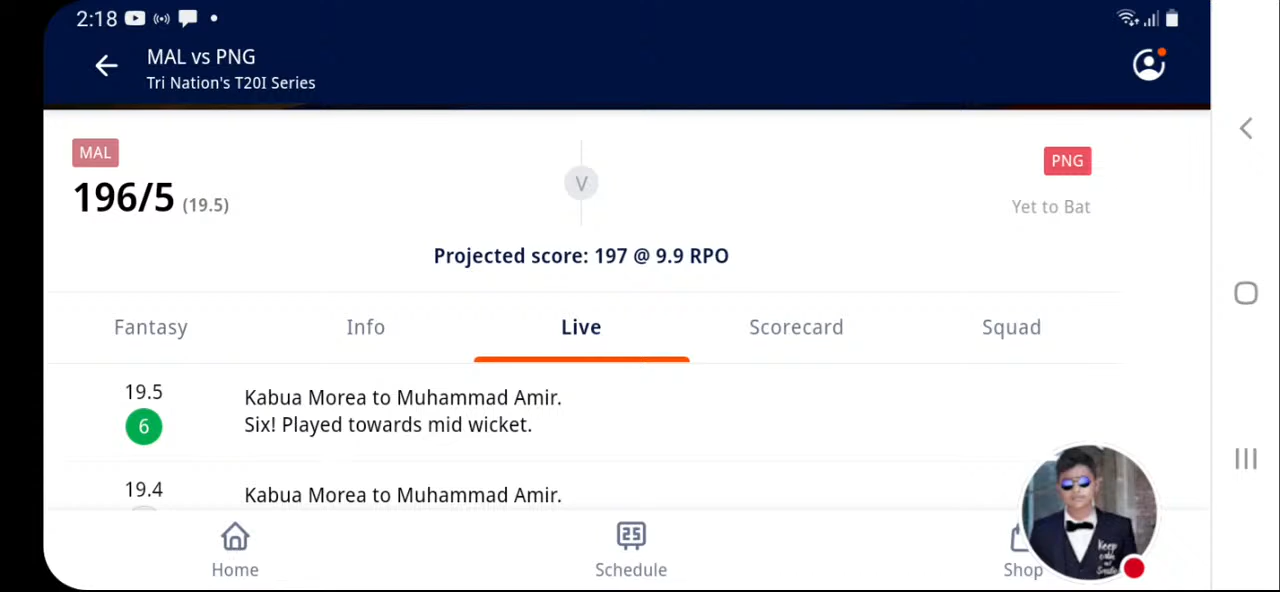 2:18
MAL vs PNG
Tri Nation's T20I Series
MAL
196/5 (19.5)
V
PNG
Yet to Bat
Projected score: 197 @ 9.9 RPO
Fantasy Info Live Scorecard Squad
19.5
Kabua Morea to Muhammad Amir.
6
Six! Played towards mid wicket.
19.4
Kabua Morea to Muhammad Amir.
25
Home Schedule Shop
Keep